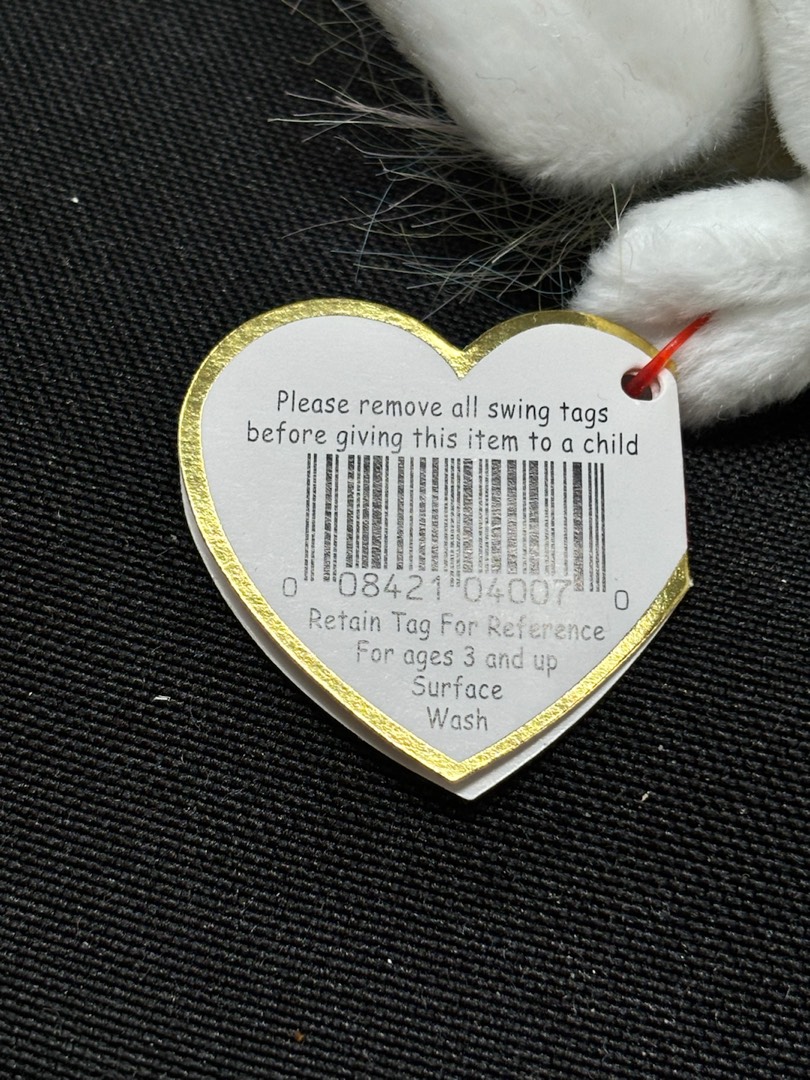 Please remove all swing tags
before giving this item to a child
0 08421 04007 0
Retain Tag For Reference
For ages 3 and up
Surface
Wash